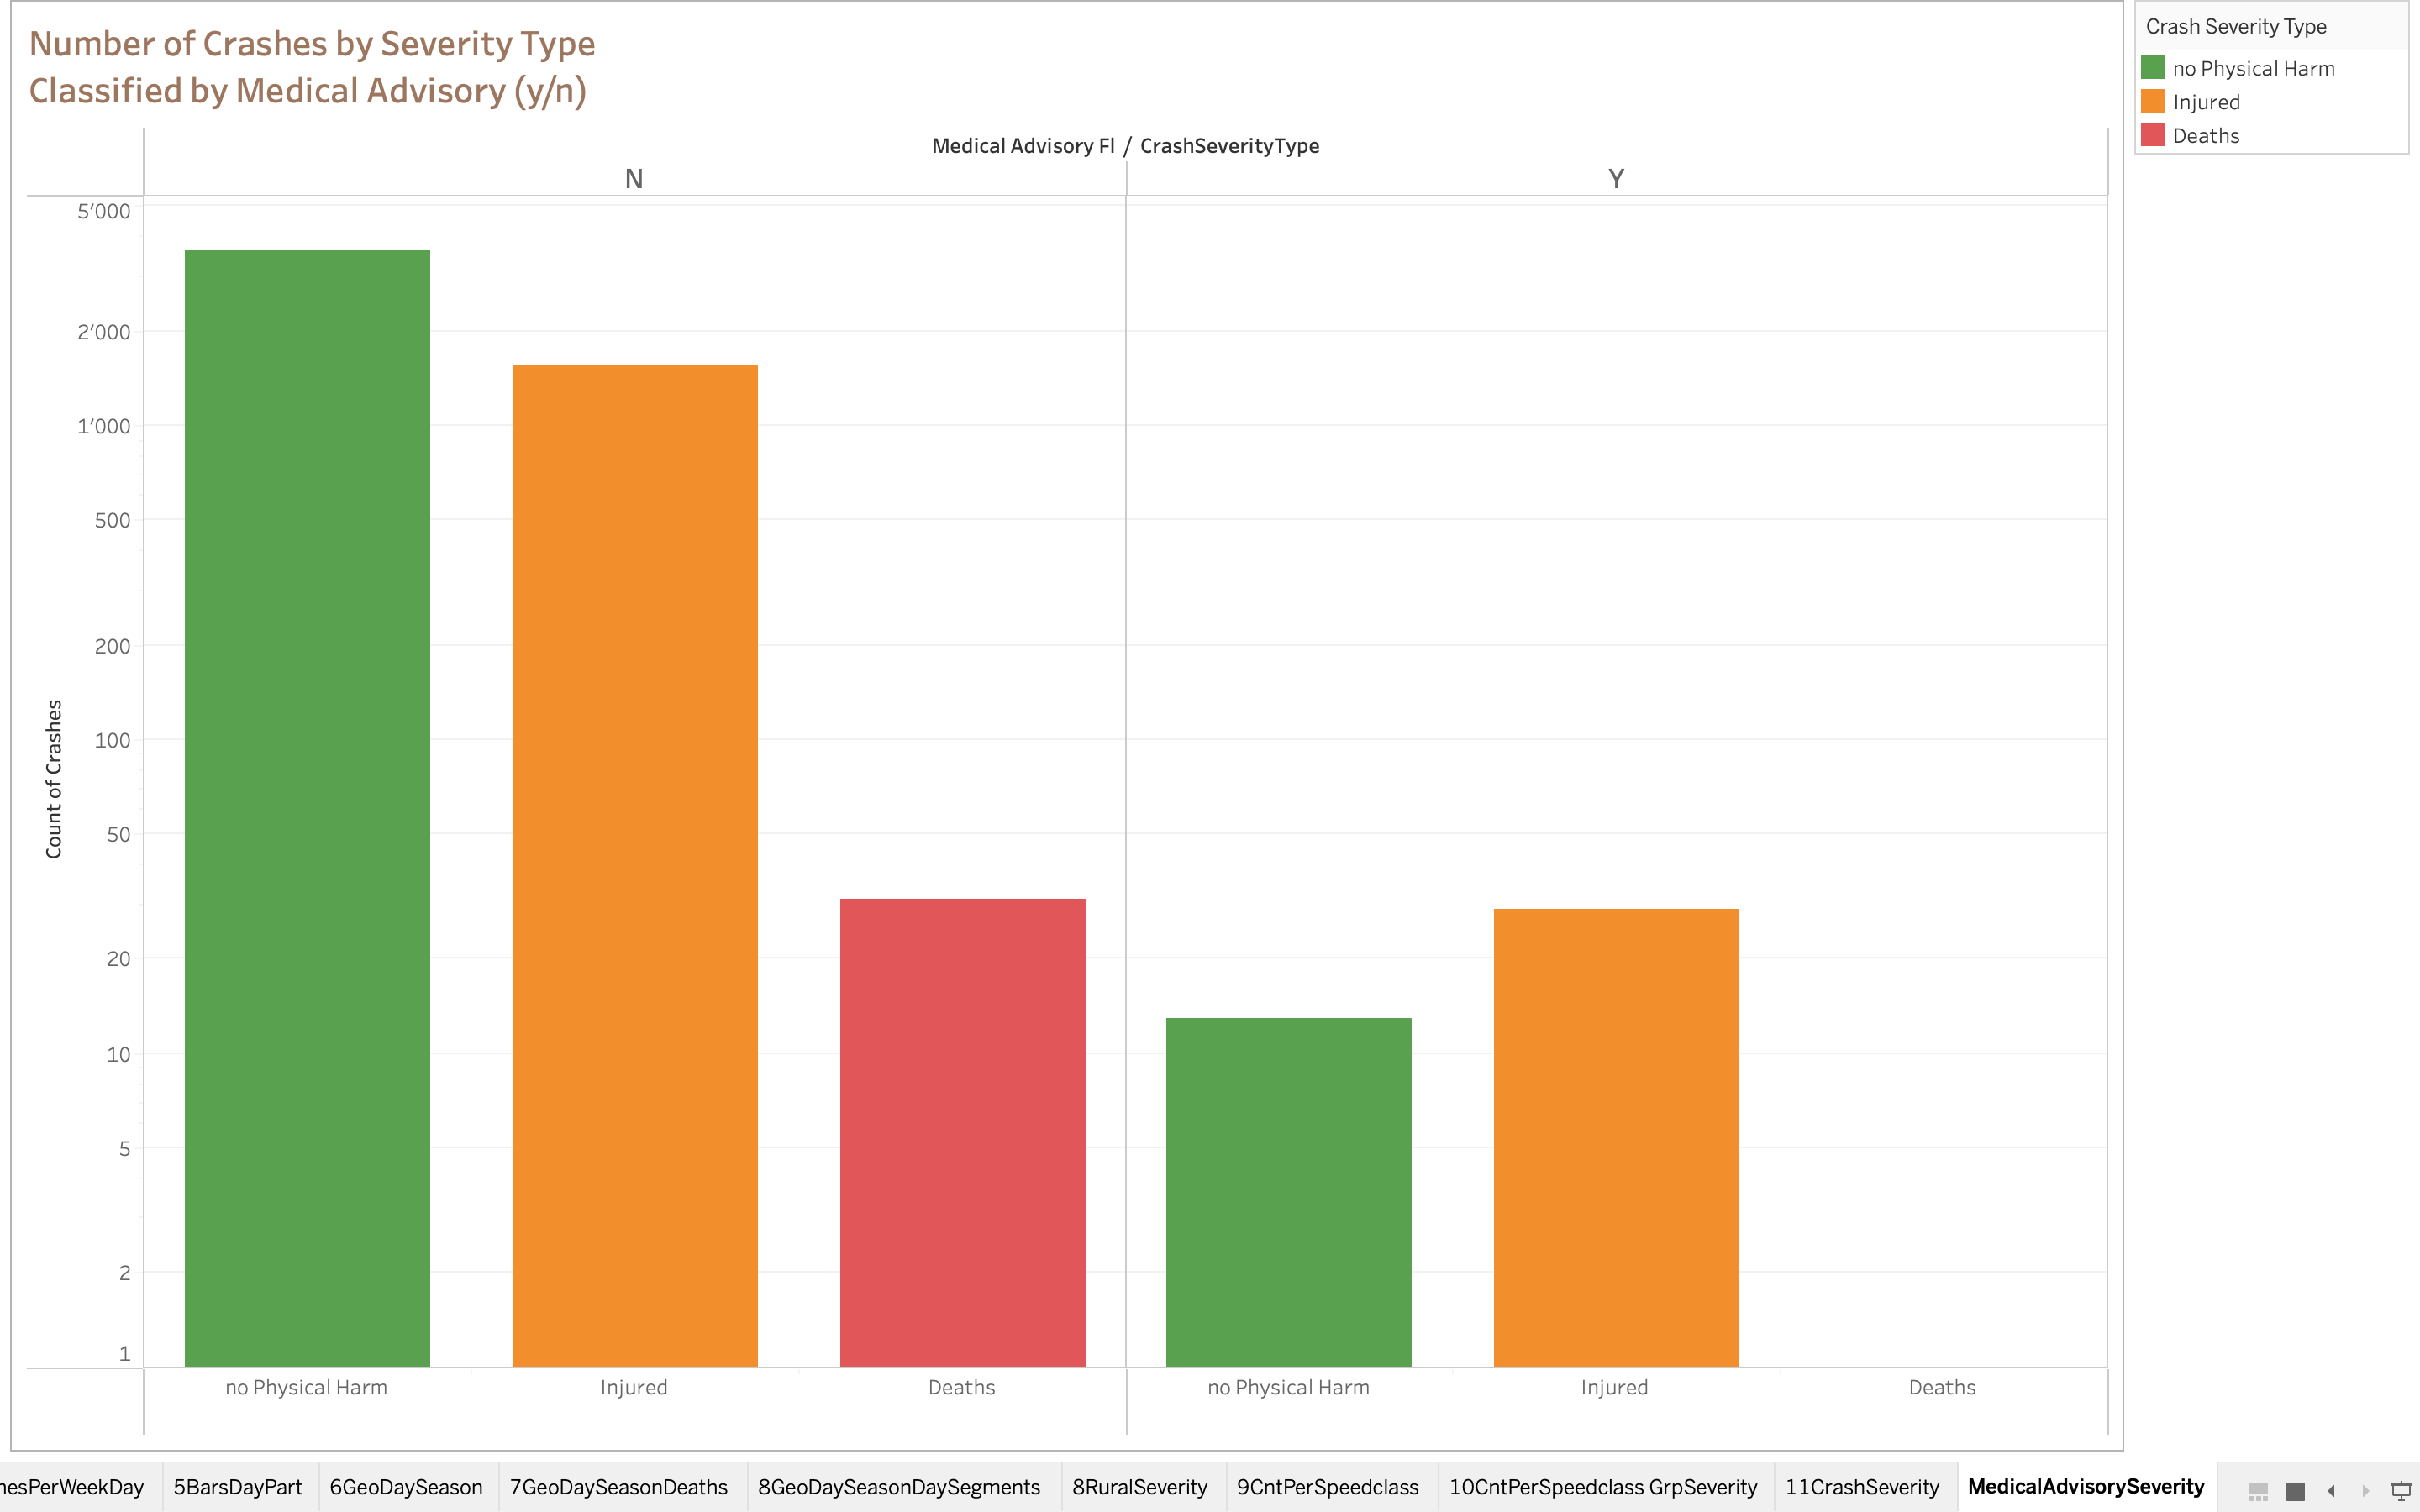 Number of Crashes by Severity Type
Classified by Medical Advisory (y/n)
Crash Severity Type
no Physical Harm
Injured
Deaths
Medical Advisory Fl / CrashSeverityType
N
Y
5’000
2’000
1’000
500
200
100
50
20
10
5
2
1
Count of Crashes
no Physical Harm
Injured
Deaths
no Physical Harm
Injured
Deaths
nesPerWeekDay
5BarsDayPart
6GeoDaySeason
7GeoDaySeasonDeaths
8GeoDaySeasonDaySegments
8RuralSeverity
9CntPerSpeedclass
10CntPerSpeedclass GrpSeverity
11CrashSeverity
MedicalAdvisorySeverity